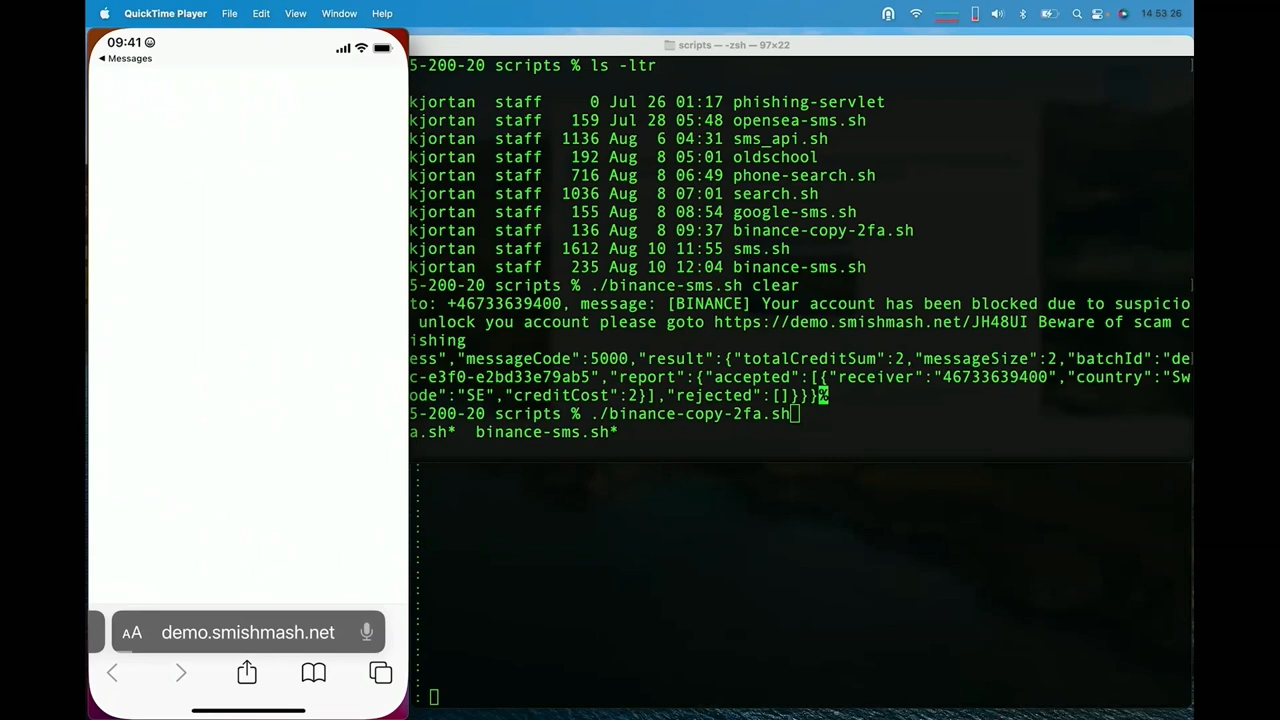 QuickTime Player File Edit View Window Help 14 53 26
09:41
Messages
scripts — -zsh — 97×22
5-200-20 scripts % ls -ltr
kjortan staff 0 Jul 26 01:17 phishing-servlet
kjortan staff 159 Jul 28 05:48 opensea-sms.sh
kjortan staff 1136 Aug 6 04:31 sms_api.sh
kjortan staff 192 Aug 8 05:01 oldschool
kjortan staff 716 Aug 8 06:49 phone-search.sh
kjortan staff 1036 Aug 8 07:01 search.sh
kjortan staff 155 Aug 8 08:54 google-sms.sh
kjortan staff 136 Aug 8 09:37 binance-copy-2fa.sh
kjortan staff 1612 Aug 10 11:55 sms.sh
kjortan staff 235 Aug 10 12:04 binance-sms.sh
5-200-20 scripts % ./binance-sms.sh clear
to: +46733639400, message: [BINANCE] Your account has been blocked due to suspicio
unlock you account please goto https://demo.smishmash.net/JH48UI Beware of scam c
ishing
ess","messageCode":5000,"result":{"totalCreditSum":2,"messageSize":2,"batchId":"de
c-e3f0-e2bd33e79ab5","report":{"accepted":[{"receiver":"46733639400","country":"Sw
ode":"SE","creditCost":2}],"rejected":[]}}}%
5-200-20 scripts % ./binance-copy-2fa.sh
a.sh* binance-sms.sh*
AA demo.smishmash.net